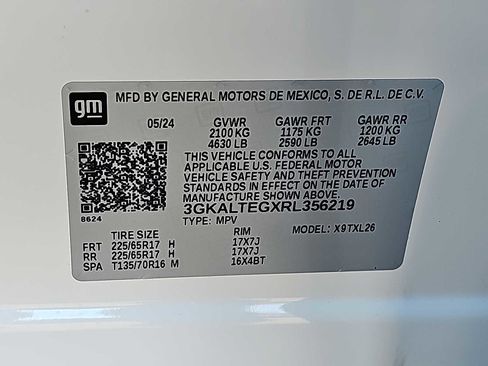 gm
MFD BY GENERAL MOTORS DE MEXICO, S. DE R.L. DE C.V.
05/24 GVWR GAWR FRT GAWR RR
2100 KG 1175 KG 1200 KG
4630 LB 2590 LB 2645 LB
THIS VEHICLE CONFORMS TO ALL
APPLICABLE U.S. FEDERAL MOTOR
VEHICLE SAFETY AND THEFT PREVENTION
STANDARDS IN EFFECT ON THE DATE OF
MANUFACTURE SHOWN ABOVE.
3GKALTEGXRL356219
8624
TYPE: MPV MODEL: X9TXL26
TIRE SIZE RIM
FRT 225/65R17 H 17X7J
RR 225/65R17 H 17X7J
SPA T135/70R16 M 16X4BT